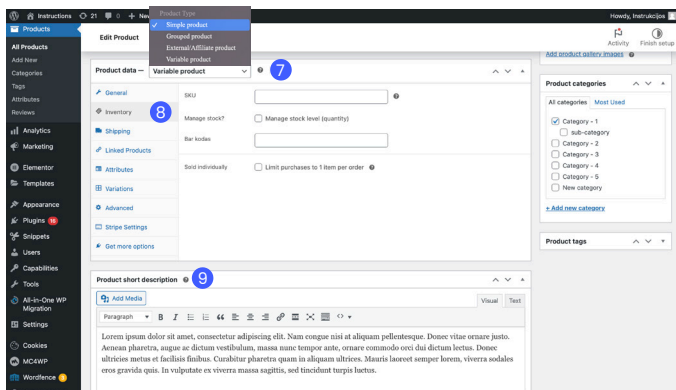 Instructions 21 0 + New
Howdy, Instrukcijos
Product Type
✓ Simple product
Grouped product
External/Affiliate product
Variable product
Products
All Products
Add New
Categories
Tags
Attributes
Reviews
Analytics
Marketing
Elementor
Templates
Appearance
Plugins
Snippets
Users
Capabilities
Tools
All-in-One WP
Migration
Settings
Cookies
MC4WP
Wordfence
Edit Product
Activity
Finish setup
Product data —
Variable product
7
General
Inventory
8
Shipping
Linked Products
Attributes
Variations
Advanced
Stripe Settings
Get more options
SKU
Manage stock?
Manage stock level (quantity)
Bar kodas
Sold individually
Limit purchases to 1 item per order
Product short description
9
Add Media
Visual
Text
Paragraph
B I
Lorem ipsum dolor sit amet, consectetur adipiscing elit. Nam congue nisi at aliquam pellentesque. Donec vitae ornare justo.
Aenean pharetra, augue ac dictum vestibulum, massa nunc tempor ante, ornare commodo orci dui dictum lectus. Donec
ultricies metus et facilisis finibus. Curabitur pharetra quam in aliquam ultrices. Mauris laoreet semper lorem, viverra sodales
eros gravida quis. In vulputate ex viverra massa sagittis, sed tincidunt turpis luctus.
Add product gallery images
Product categories
All categories
Most Used
Category - 1
sub-category
Category - 2
Category - 3
Category - 4
Category - 5
New category
+ Add new category
Product tags